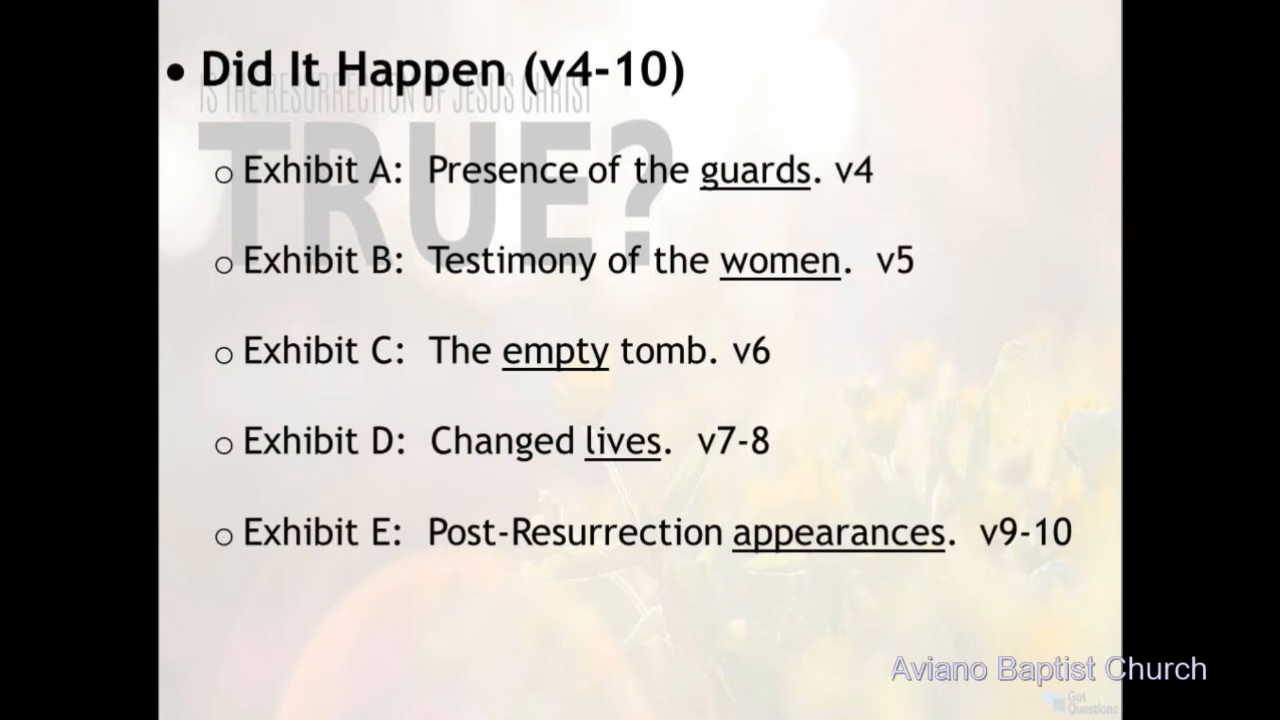 • Did It Happen (v4-10)
IS THE RESURRECTION OF JESUS CHRIST
TRUE?
o Exhibit A: Presence of the guards. v4
o Exhibit B: Testimony of the women. v5
o Exhibit C: The empty tomb. v6
o Exhibit D: Changed lives. v7-8
o Exhibit E: Post-Resurrection appearances. v9-10
Aviano Baptist Church
Got
Questions